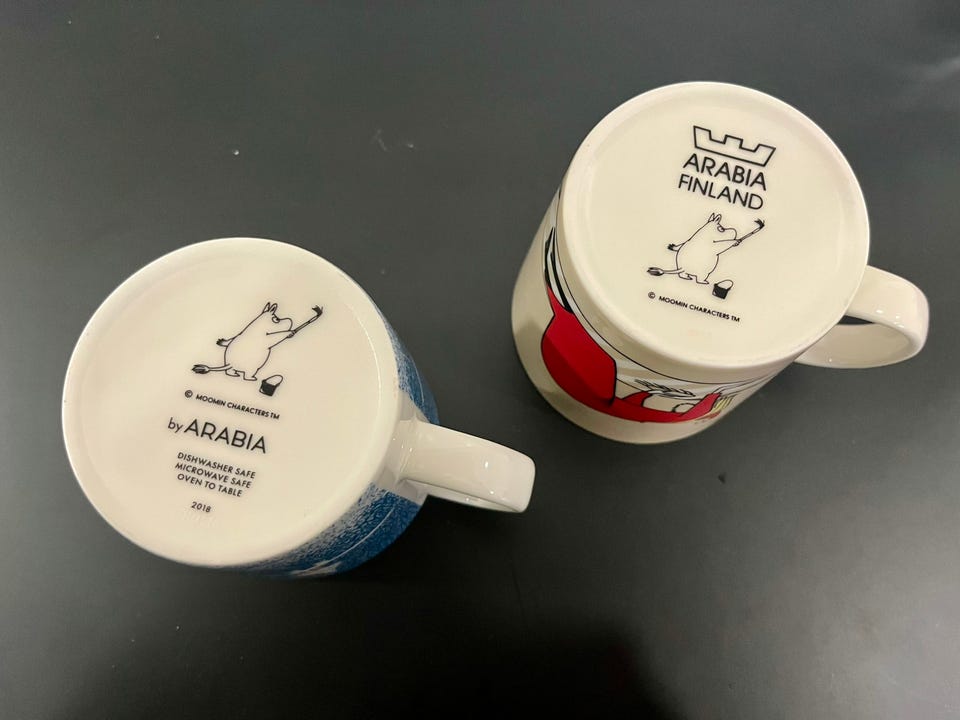 © MOOMIN CHARACTERS TM
by ARABIA
DISHWASHER SAFE
MICROWAVE SAFE
OVEN TO TABLE
2018
ARABIA
FINLAND
© MOOMIN CHARACTERS TM